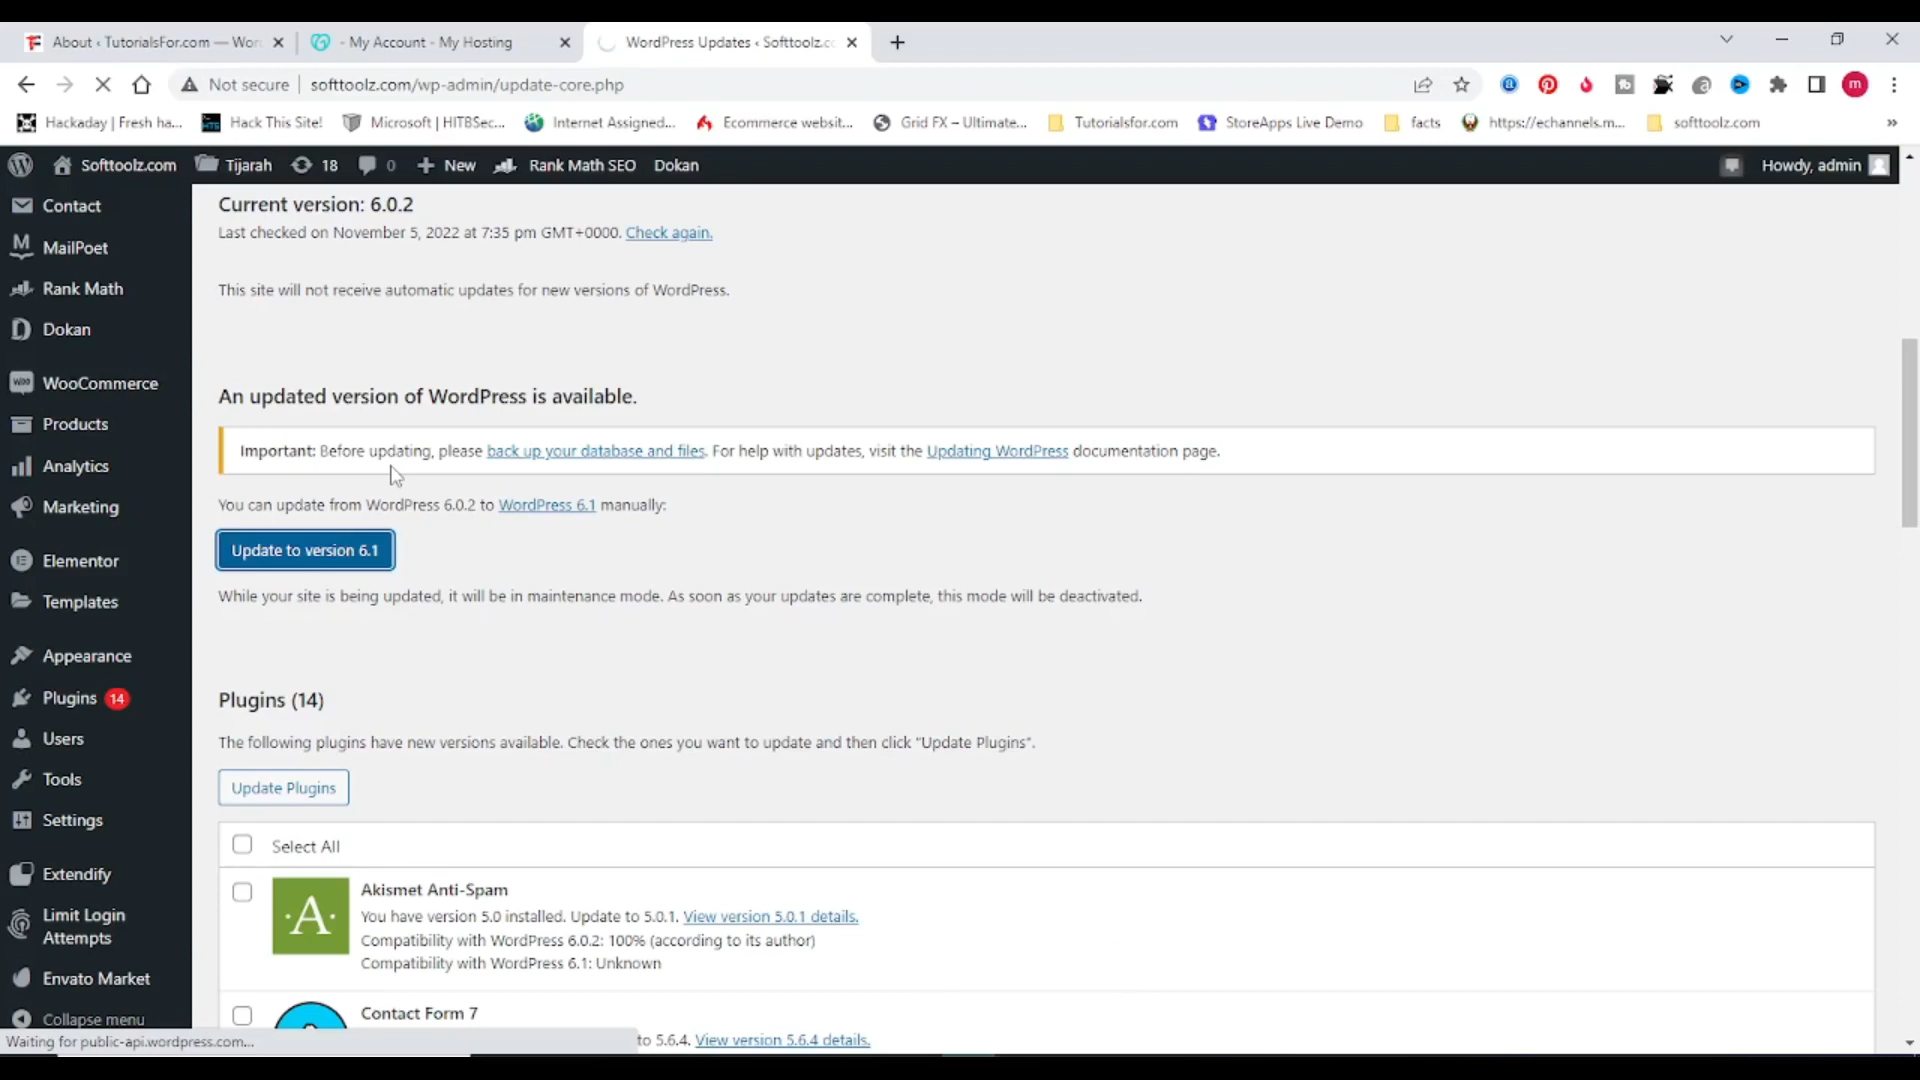 About ‹ TutorialsFor.com — Wor
- My Account - My Hosting
WordPress Updates ‹ Softtoolz.co
Not secure
softtoolz.com/wp-admin/update-core.php
Hackaday | Fresh ha...
Hack This Site!
Microsoft | HITBSec...
Internet Assigned...
Ecommerce websit...
Grid FX – Ultimate...
Tutorialsfor.com
StoreApps Live Demo
facts
https://echannels.m...
softtoolz.com
»
Softtoolz.com
Tijarah
18
0
New
Rank Math SEO
Dokan
Howdy, admin
Contact
MailPoet
Rank Math
Dokan
WooCommerce
Products
Analytics
Marketing
Elementor
Templates
Appearance
Plugins 14
Users
Tools
Settings
Extendify
Limit Login
Attempts
Envato Market
Collapse menu
Current version: 6.0.2
Last checked on November 5, 2022 at 7:35 pm GMT+0000. Check again.
This site will not receive automatic updates for new versions of WordPress.
An updated version of WordPress is available.
Important: Before updating, please back up your database and files. For help with updates, visit the Updating WordPress documentation page.
You can update from WordPress 6.0.2 to WordPress 6.1 manually:
Update to version 6.1
While your site is being updated, it will be in maintenance mode. As soon as your updates are complete, this mode will be deactivated.
Plugins (14)
The following plugins have new versions available. Check the ones you want to update and then click "Update Plugins".
Update Plugins
Select All
·A·
Akismet Anti-Spam
You have version 5.0 installed. Update to 5.0.1. View version 5.0.1 details.
Compatibility with WordPress 6.0.2: 100% (according to its author)
Compatibility with WordPress 6.1: Unknown
Contact Form 7
to 5.6.4. View version 5.6.4 details.
Waiting for public-api.wordpress.com...